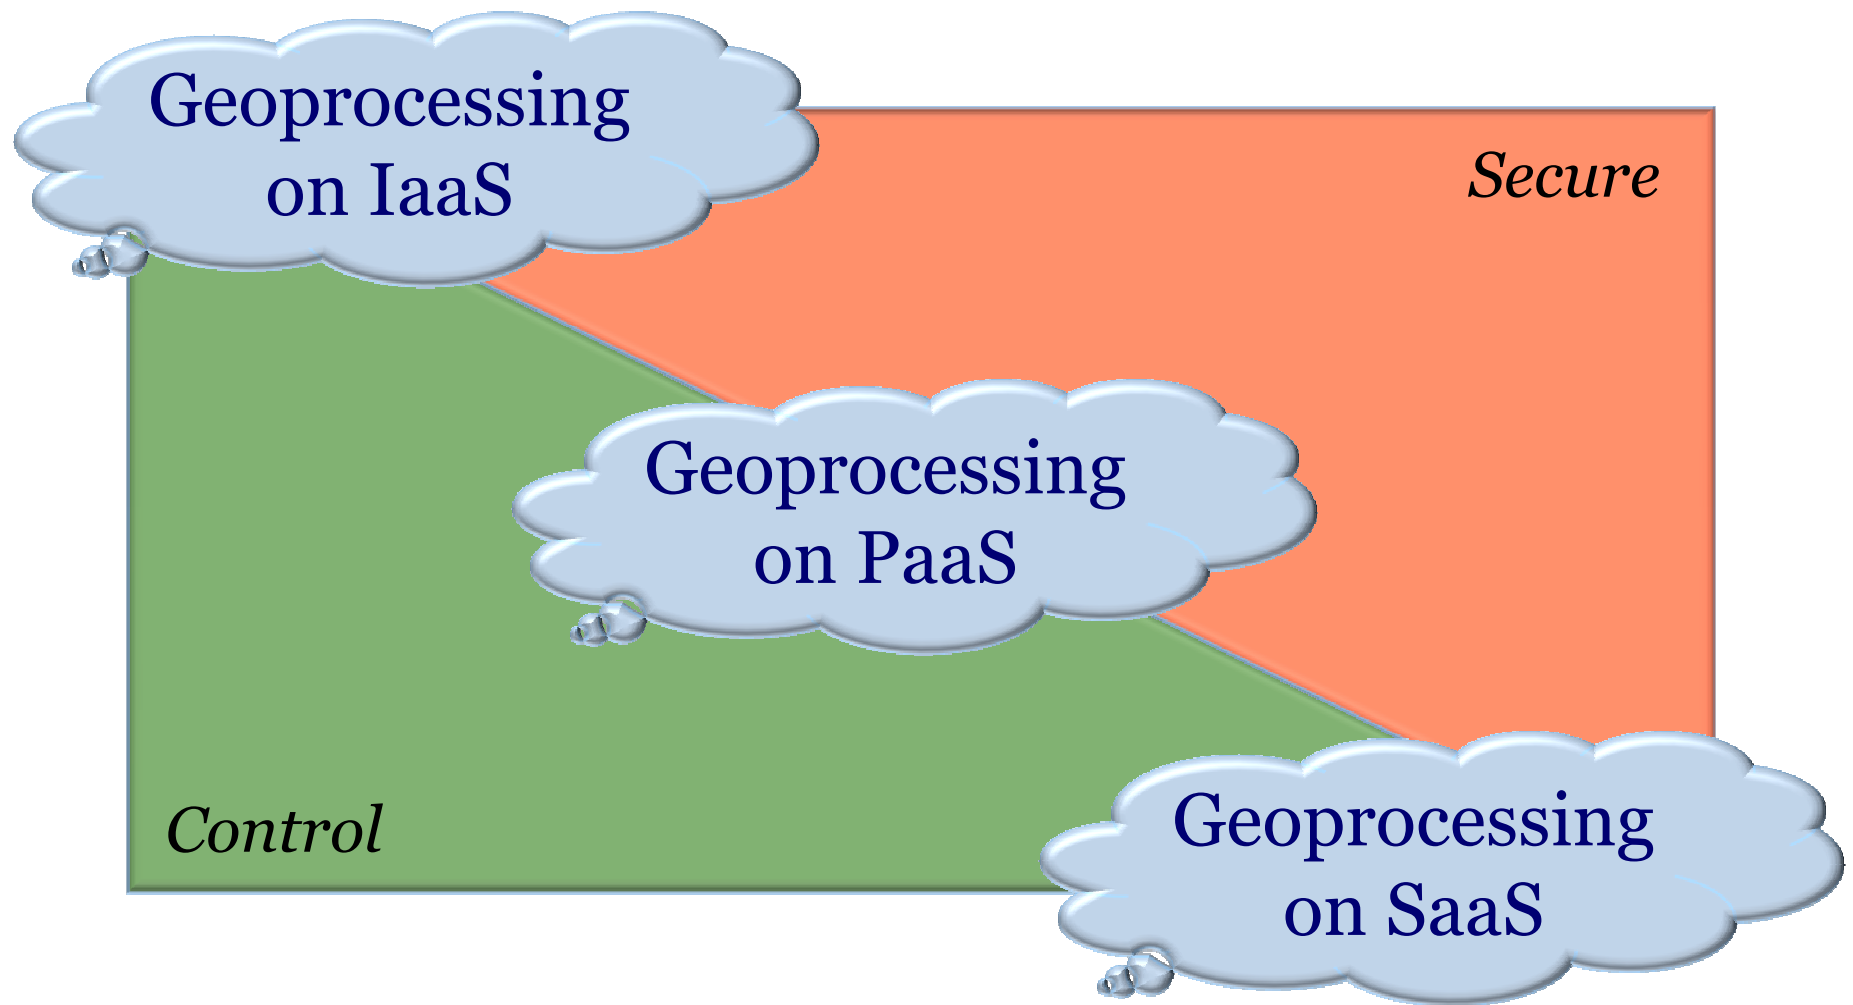 Geoprocessing
on IaaS
Secure
Geoprocessing
on PaaS
Control
Geoprocessing
on SaaS